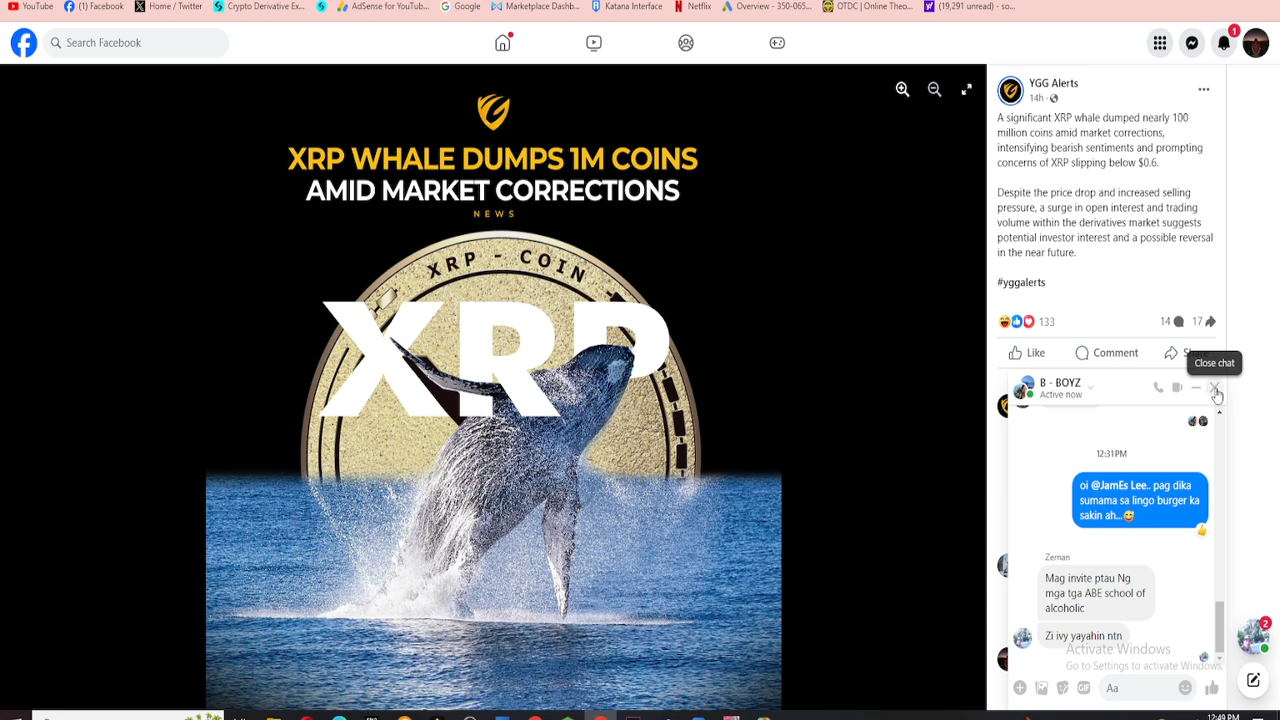 YouTube
(1) Facebook
Home / Twitter
Crypto Derivative Ex...
AdSense for YouTub...
Google
Marketplace Dashb...
Katana Interface
Netflix
Overview - 350-065...
OTDC | Online Theo...
(19,291 unread) - so...
Search Facebook
1
XRP WHALE DUMPS 1M COINS
AMID MARKET CORRECTIONS
NEWS
XRP - COIN
XRP
YGG Alerts
14h
A significant XRP whale dumped nearly 100
million coins amid market corrections,
intensifying bearish sentiments and prompting
concerns of XRP slipping below $0.6.
Despite the price drop and increased selling
pressure, a surge in open interest and trading
volume within the derivatives market suggests
potential investor interest and a possible reversal
in the near future.
#yggalerts
133
14
17
Like
Comment
Close chat
B - BOYZ
Active now
12:31 PM
oi @JamEs Lee.. pag dika
sumama sa lingo burger ka
sakin ah...
Zernan
Mag invite ptau Ng
mga tga ABE school of
alcoholic
Zi ivy yayahin ntn
2
Activate Windows
Go to Settings to activate Windows.
GIF
Aa
12:49 PM